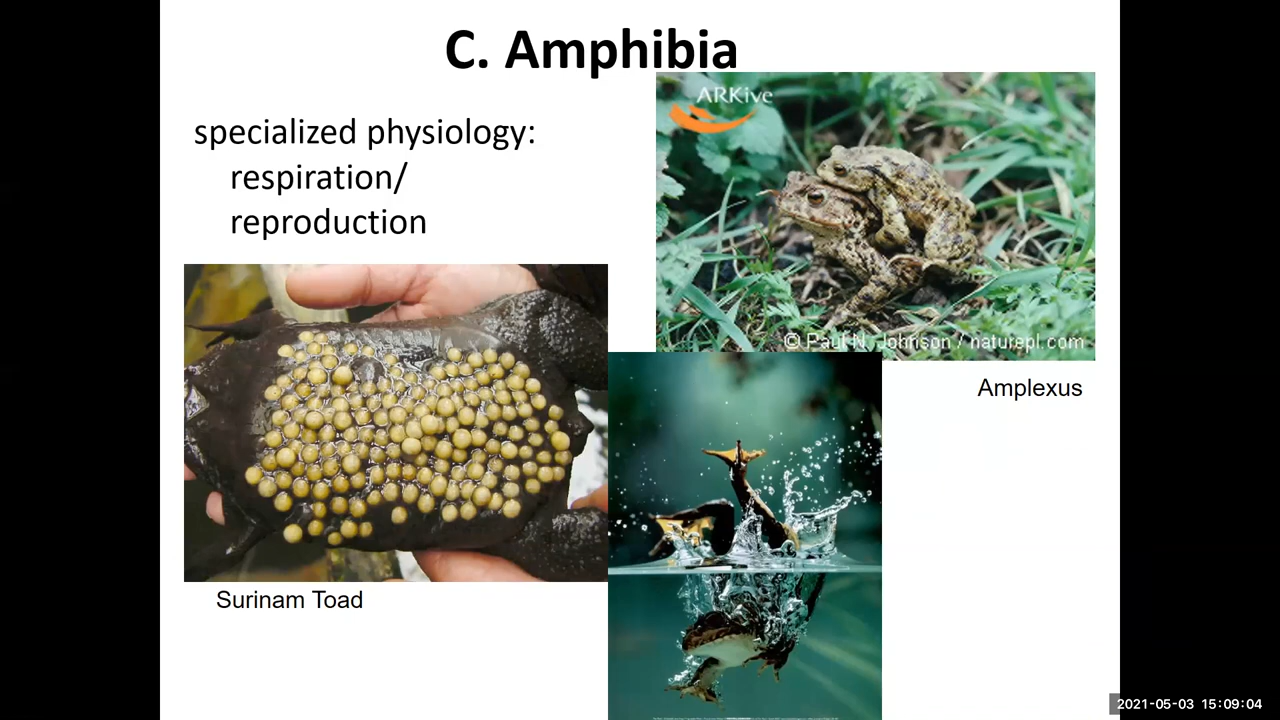 C. Amphibia
specialized physiology:
respiration/
reproduction
ARKive
© Paul N. Johnson / naturepl.com
Amplexus
Surinam Toad
2021-05-03 15:09:04